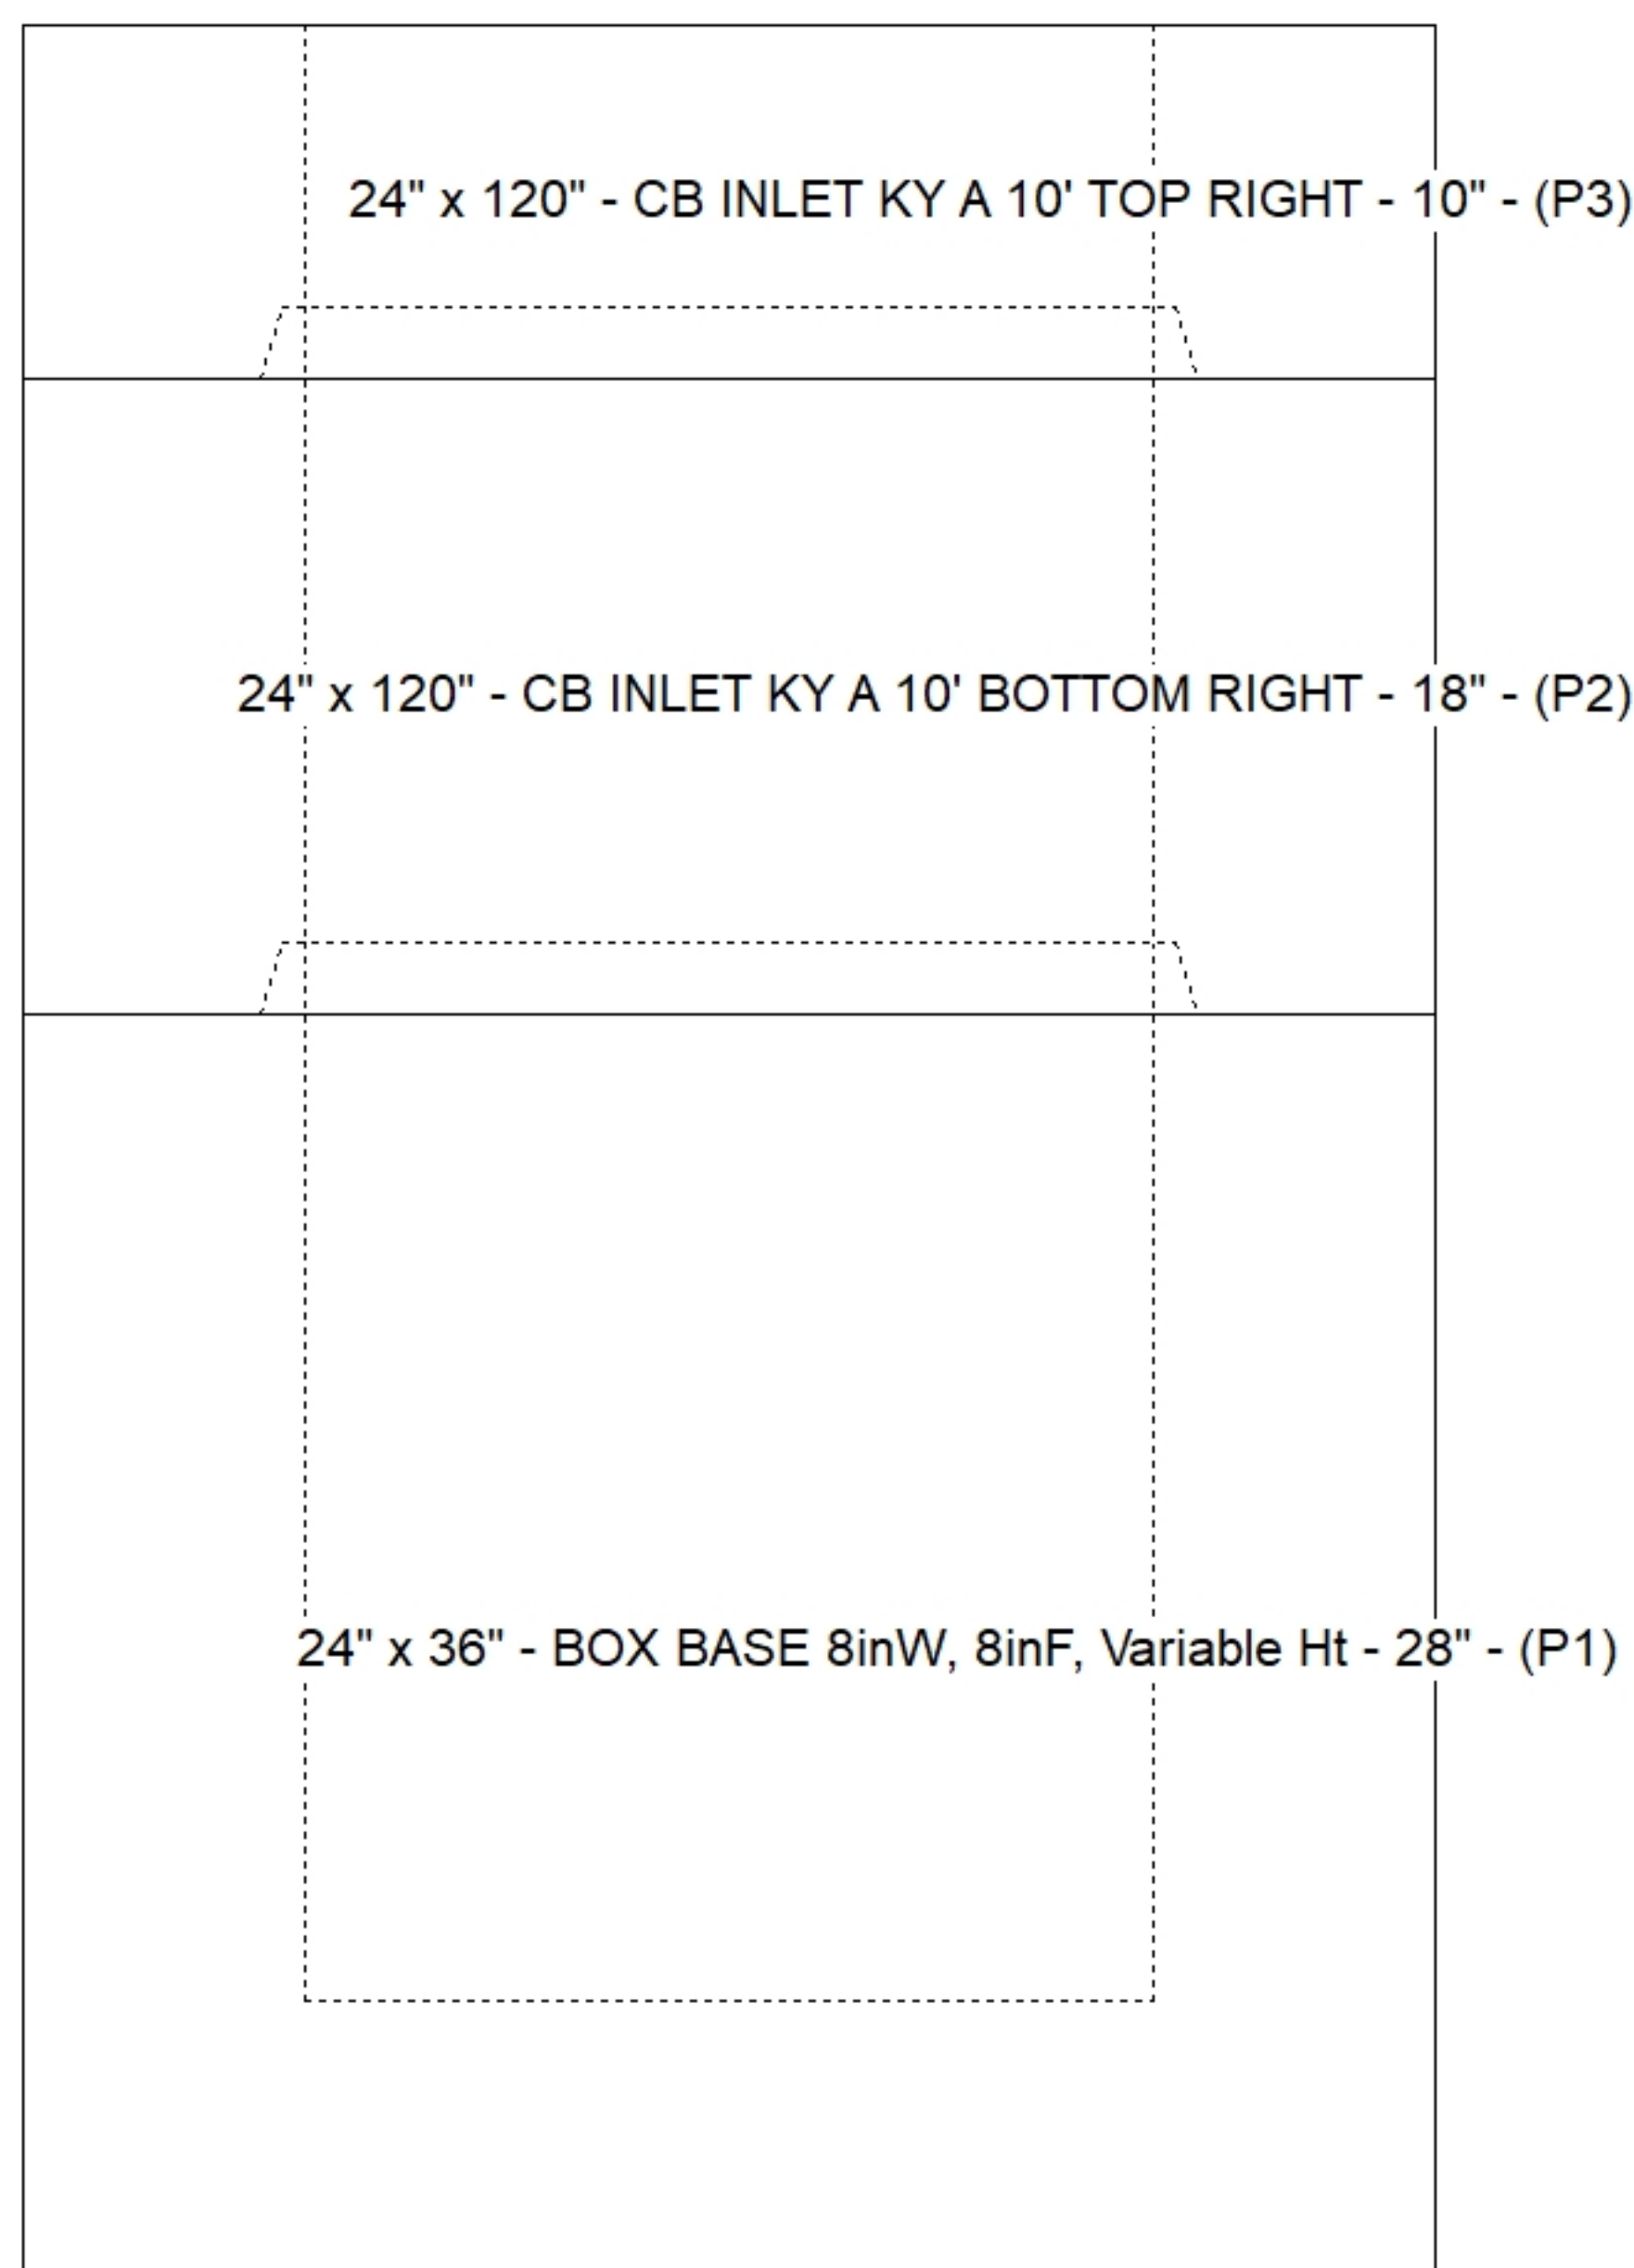 24" x 120" - CB INLET KY A 10' TOP RIGHT - 10" - (P3)
24" x 120" - CB INLET KY A 10' BOTTOM RIGHT - 18" - (P2)
24" x 36" - BOX BASE 8inW, 8inF, Variable Ht - 28" - (P1)